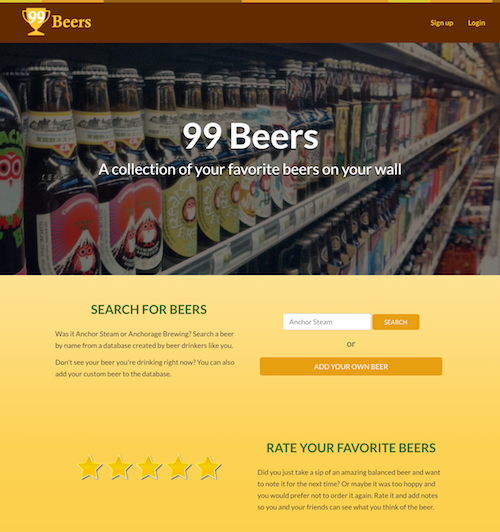 99 Beers
Sign up Login
99 Beers
A collection of your favorite beers on your wall
SEARCH FOR BEERS
Was it Anchor Steam or Anchorage Brewing? Search a beer
by name from a database created by beer drinkers like you.
Don't see your beer you're drinking right now? You can also
add your custom beer to the database.
Anchor Steam SEARCH
or
ADD YOUR OWN BEER
RATE YOUR FAVORITE BEERS
Did you just take a sip of an amazing balanced beer and want
to note it for the next time? Or maybe it was too hoppy and
you would prefer not to order it again. Rate it and add notes
so you and your friends can see what you think of the beer.